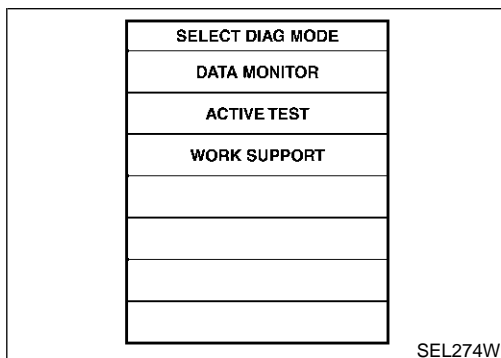 SELECT DIAG MODE
DATA MONITOR
ACTIVE TEST
WORK SUPPORT
SEL274W